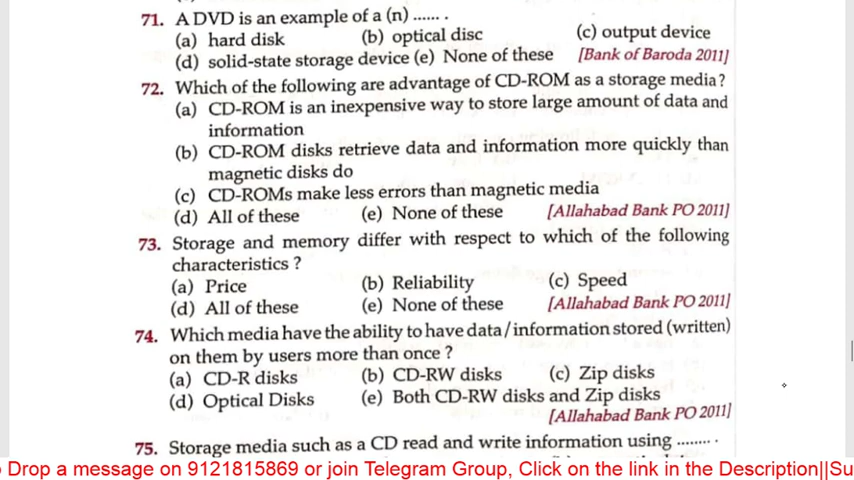 71. A DVD is an example of a (n) ...... .
(a) hard disk (b) optical disc (c) output device
(d) solid-state storage device (e) None of these [Bank of Baroda 2011]
72. Which of the following are advantage of CD-ROM as a storage media?
(a) CD-ROM is an inexpensive way to store large amount of data and
information
(b) CD-ROM disks retrieve data and information more quickly than
magnetic disks do
(c) CD-ROMs make less errors than magnetic media
(d) All of these (e) None of these [Allahabad Bank PO 2011]
73. Storage and memory differ with respect to which of the following
characteristics ?
(a) Price (b) Reliability (c) Speed
(d) All of these (e) None of these [Allahabad Bank PO 2011]
74. Which media have the ability to have data/information stored (written)
on them by users more than once ?
(a) CD-R disks (b) CD-RW disks (c) Zip disks
(d) Optical Disks (e) Both CD-RW disks and Zip disks
[Allahabad Bank PO 2011]
75. Storage media such as a CD read and write information using ........ .
Drop a message on 9121815869 or join Telegram Group, Click on the link in the Description||Su